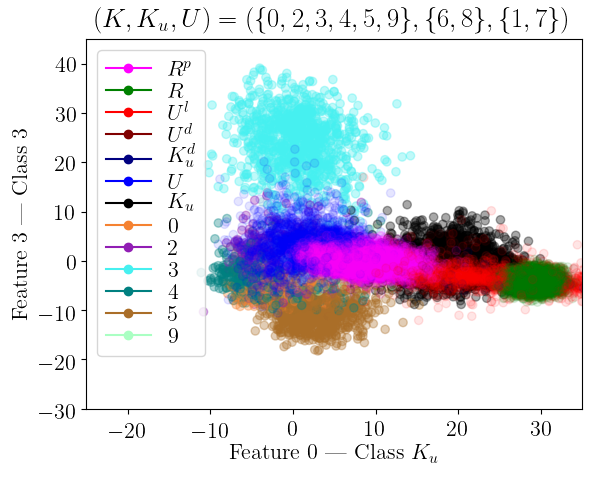 (K, K_u, U) = ({0, 2, 3, 4, 5, 9}, {6, 8}, {1, 7})
40
30
20
10
0
−10
−20
−30
Feature 3 — Class 3
R^p
R
U^l
U^d
K_u^d
U
K_u
0
2
3
4
5
9
−20 −10 0 10 20 30
Feature 0 — Class K_u